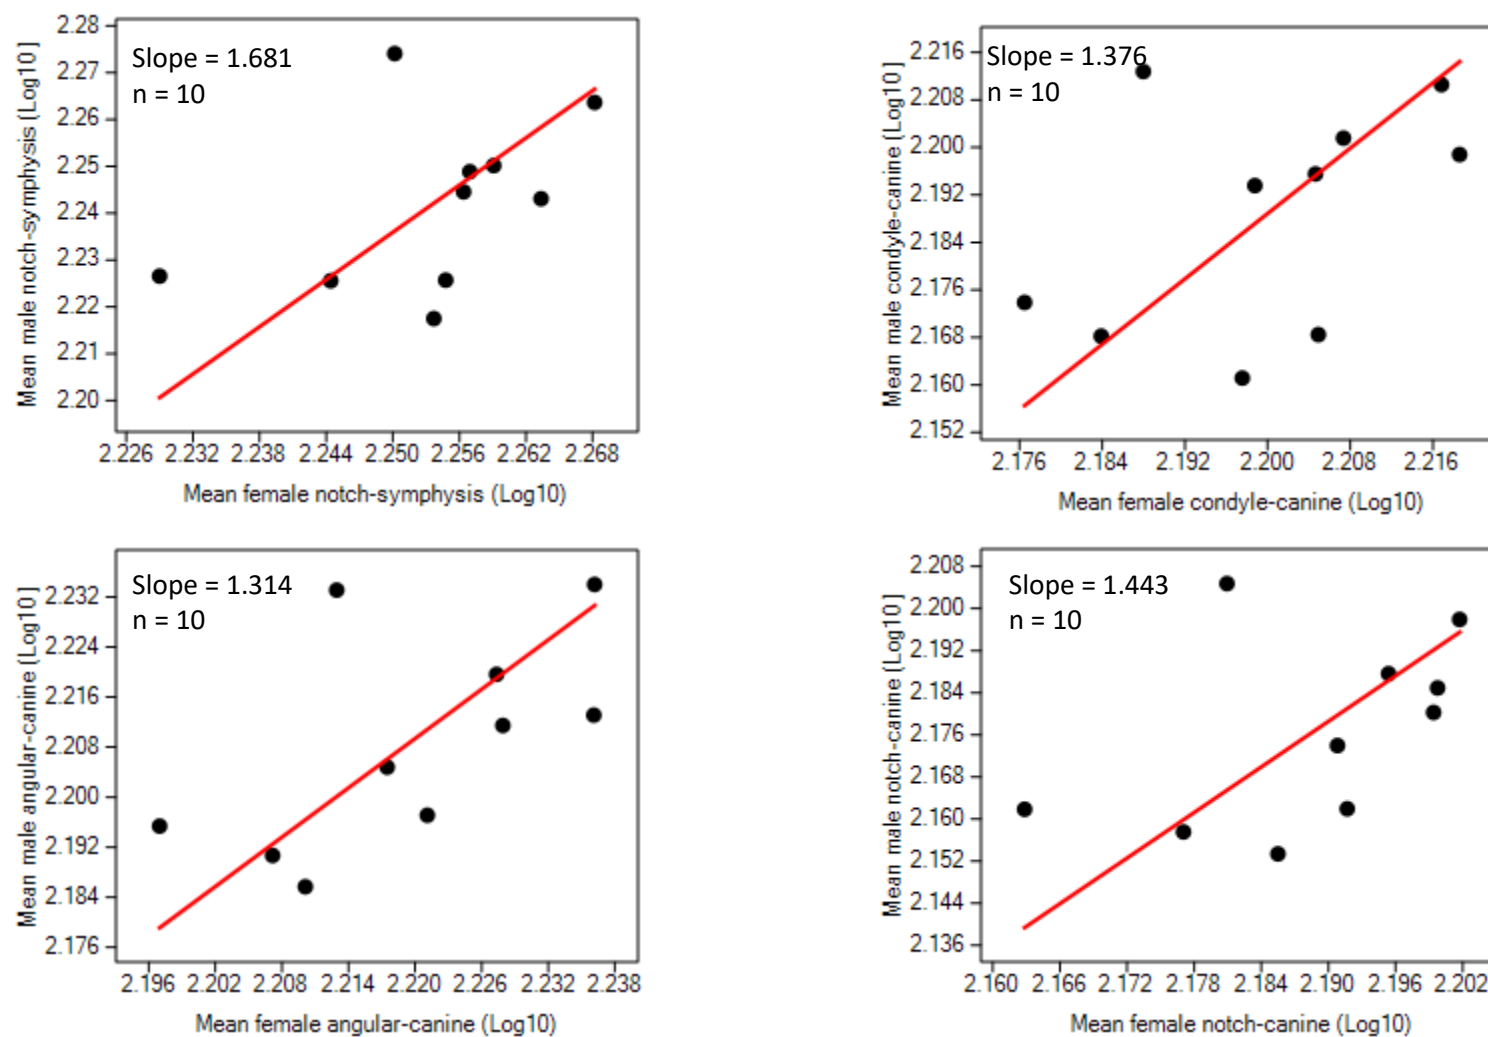 Slope = 1.681
n = 10
2.28
2.27
2.26
2.25
2.24
2.23
2.22
2.21
2.20
Mean male notch-symphysis (Log10]
2.226 2.232 2.238 2.244 2.250 2.256 2.262 2.268
Mean female notch-symphysis (Log10)
Slope = 1.376
n = 10
2.216
2.208
2.200
2.192
2.184
2.176
2.168
2.160
2.152
Mean male condyle-canine (Log10]
2.176 2.184 2.192 2.200 2.208 2.216
Mean female condyle-canine (Log10)
Slope = 1.314
n = 10
2.232
2.224
2.216
2.208
2.200
2.192
2.184
2.176
Mean male angular-canine (Log10]
2.196 2.202 2.208 2.214 2.220 2.226 2.232 2.238
Mean female angular-canine (Log10)
Slope = 1.443
n = 10
2.208
2.200
2.192
2.184
2.176
2.168
2.160
2.152
2.144
2.136
Mean male notch-canine (Log10]
2.160 2.166 2.172 2.178 2.184 2.190 2.196 2.202
Mean female notch-canine (Log10)